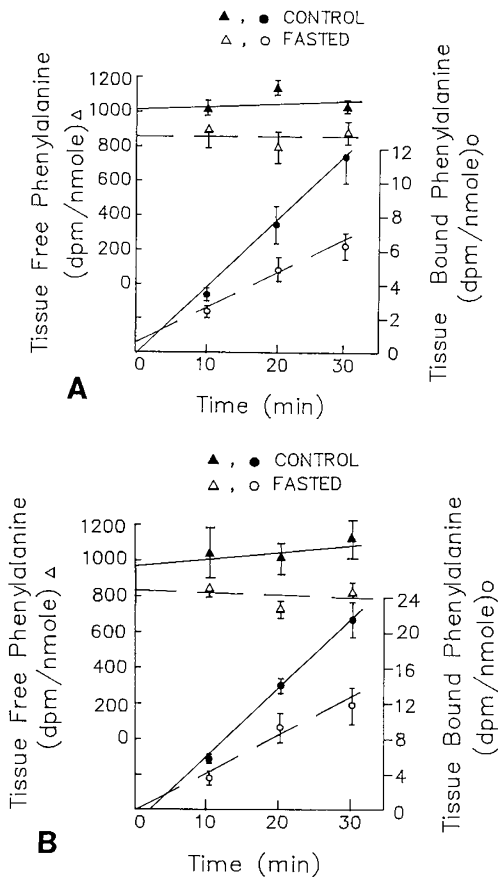 ▲ , ● CONTROL
△ , ○ FASTED
Tissue Free Phenylalanine
(dpm/nmole) △
1200
1000
800
600
400
200
0
Tissue Bound Phenylalanine
(dpm/nmole) o
12
10
8
6
4
2
0
0
10
20
30
Time (min)
A
▲ , ● CONTROL
△ , ○ FASTED
Tissue Free Phenylalanine
(dpm/nmole) △
1200
1000
800
600
400
200
0
Tissue Bound Phenylalanine
(dpm/nmole) o
24
20
16
12
8
4
0
0
10
20
30
Time (min)
B